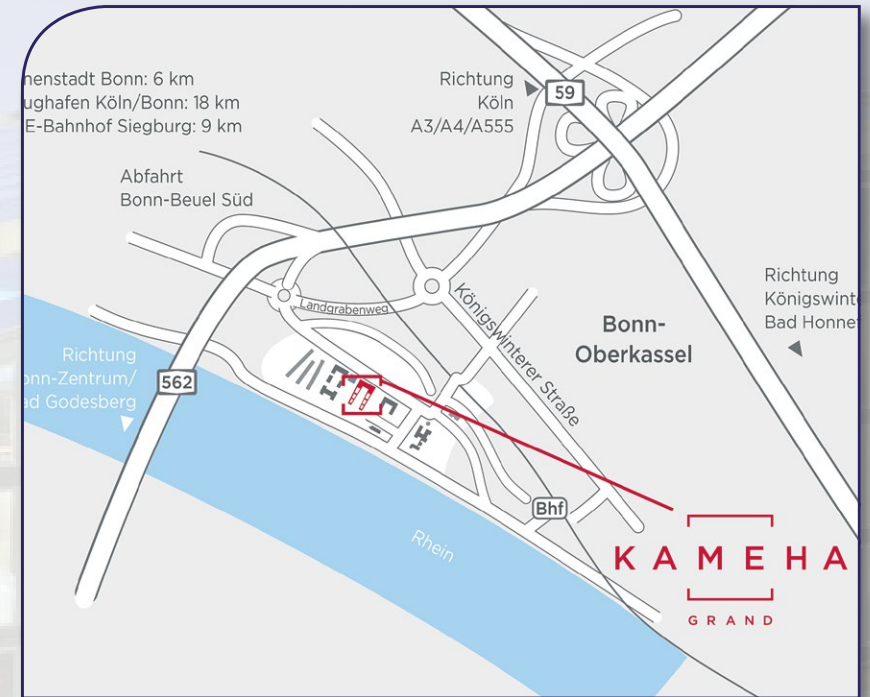 nenstadt Bonn: 6 km
ughafen Köln/Bonn: 18 km
E-Bahnhof Siegburg: 9 km
Richtung
Köln
A3/A4/A555
59
Abfahrt
Bonn-Beuel Süd
Landgrabenweg
Königswinterer Straße
Bonn-
Oberkassel
Richtung
Königswinte
Bad Honnef
Richtung
onn-Zentrum/
ad Godesberg
562
Bhf
Rhein
KAMEHA
GRAND